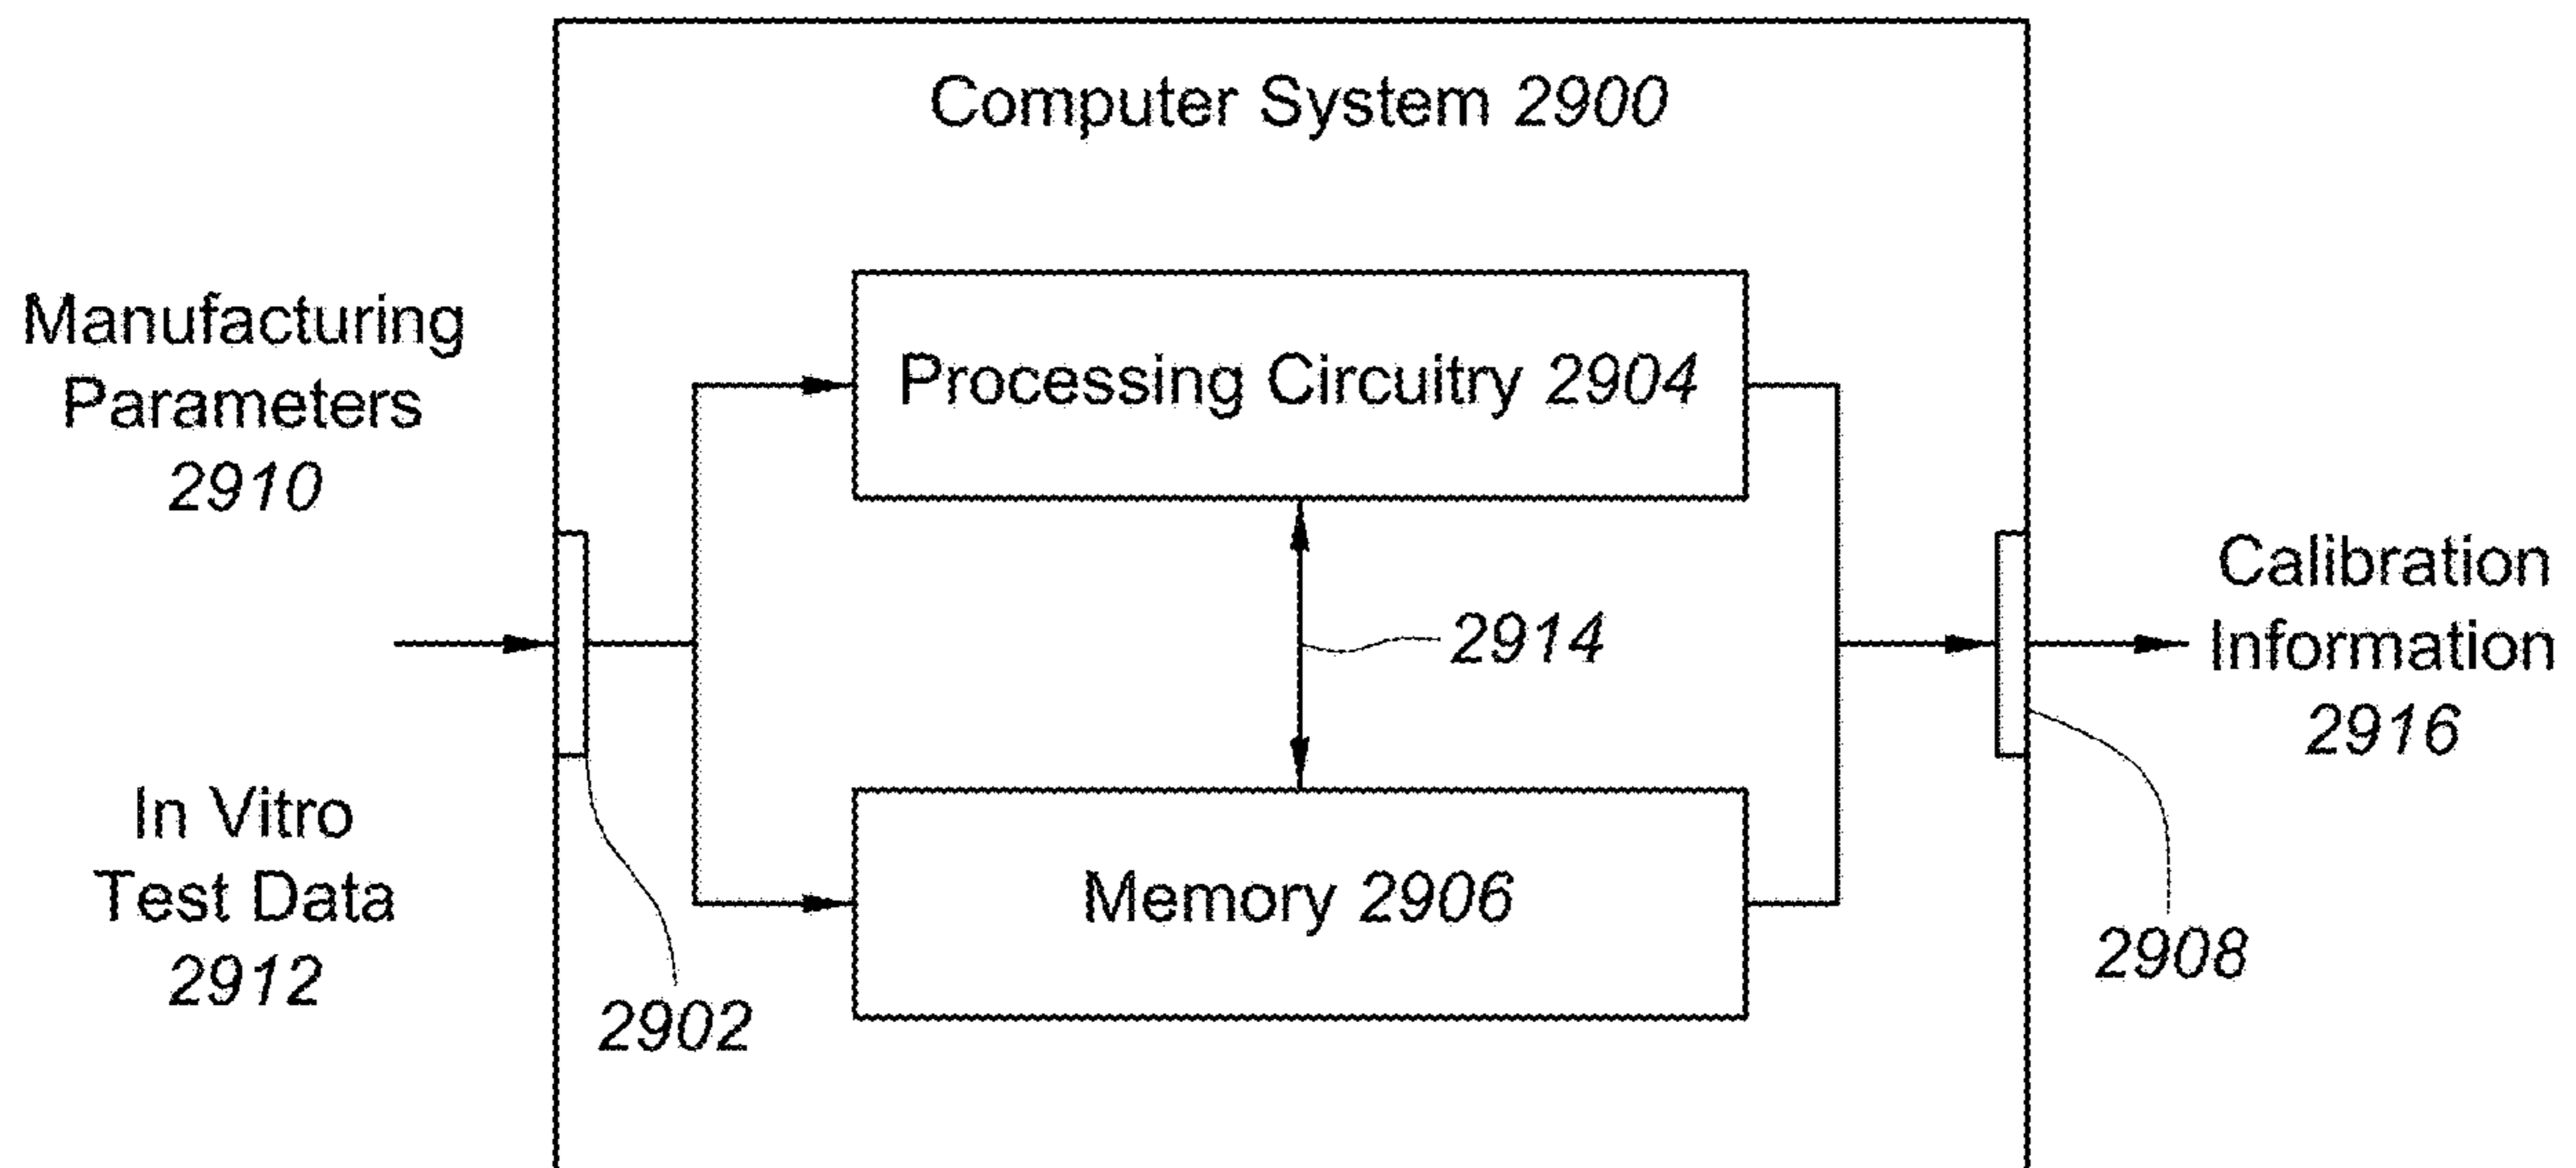 Computer System 2900
Manufacturing
Parameters
2910
Processing Circuitry 2904
2914
Calibration
Information
2916
In Vitro
Test Data
2912
Memory 2906
2902
2908